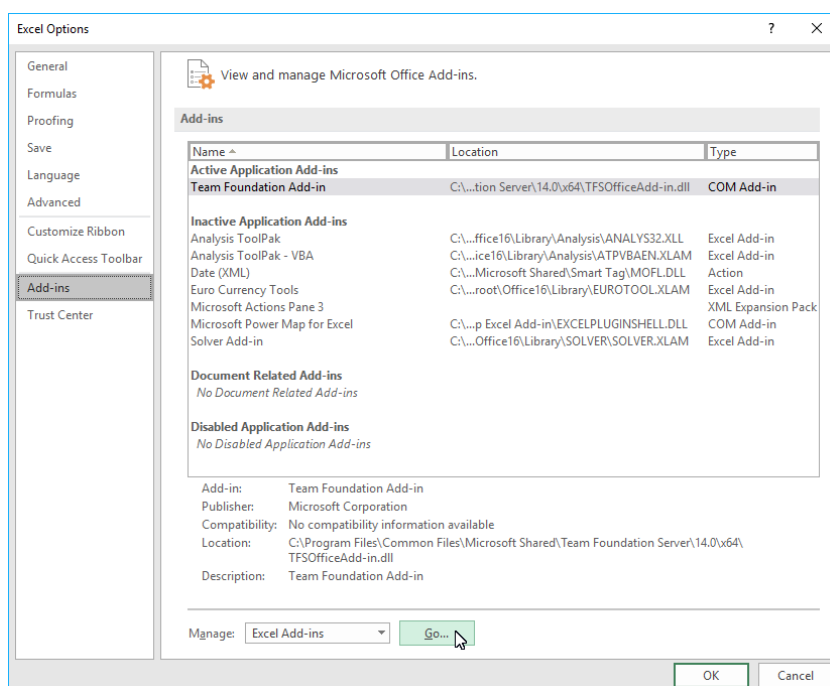 Excel Options
?
General
Formulas
Proofing
Save
Language
Advanced
Customize Ribbon
Quick Access Toolbar
Add-ins
Trust Center
View and manage Microsoft Office Add-ins.
Add-ins
Name Location Type
Active Application Add-ins
Team Foundation Add-in C:\...tion Server\14.0\x64\TFSOfficeAdd-in.dll COM Add-in
Inactive Application Add-ins
Analysis ToolPak C:\...ffice16\Library\Analysis\ANALYS32.XLL Excel Add-in
Analysis ToolPak - VBA C:\...ice16\Library\Analysis\ATPVBAEN.XLAM Excel Add-in
Date (XML) C:\...Microsoft Shared\Smart Tag\MOFL.DLL Action
Euro Currency Tools C:\...root\Office16\Library\EUROTOOL.XLAM Excel Add-in
Microsoft Actions Pane 3 XML Expansion Pack
Microsoft Power Map for Excel C:\...p Excel Add-in\EXCELPLUGINSHELL.DLL COM Add-in
Solver Add-in C:\...Office16\Library\SOLVER\SOLVER.XLAM Excel Add-in
Document Related Add-ins
No Document Related Add-ins
Disabled Application Add-ins
No Disabled Application Add-ins
Add-in: Team Foundation Add-in
Publisher: Microsoft Corporation
Compatibility: No compatibility information available
Location: C:\Program Files\Common Files\Microsoft Shared\Team Foundation Server\14.0\x64\
TFSOfficeAdd-in.dll
Description: Team Foundation Add-in
Manage: Excel Add-ins Go...
OK Cancel